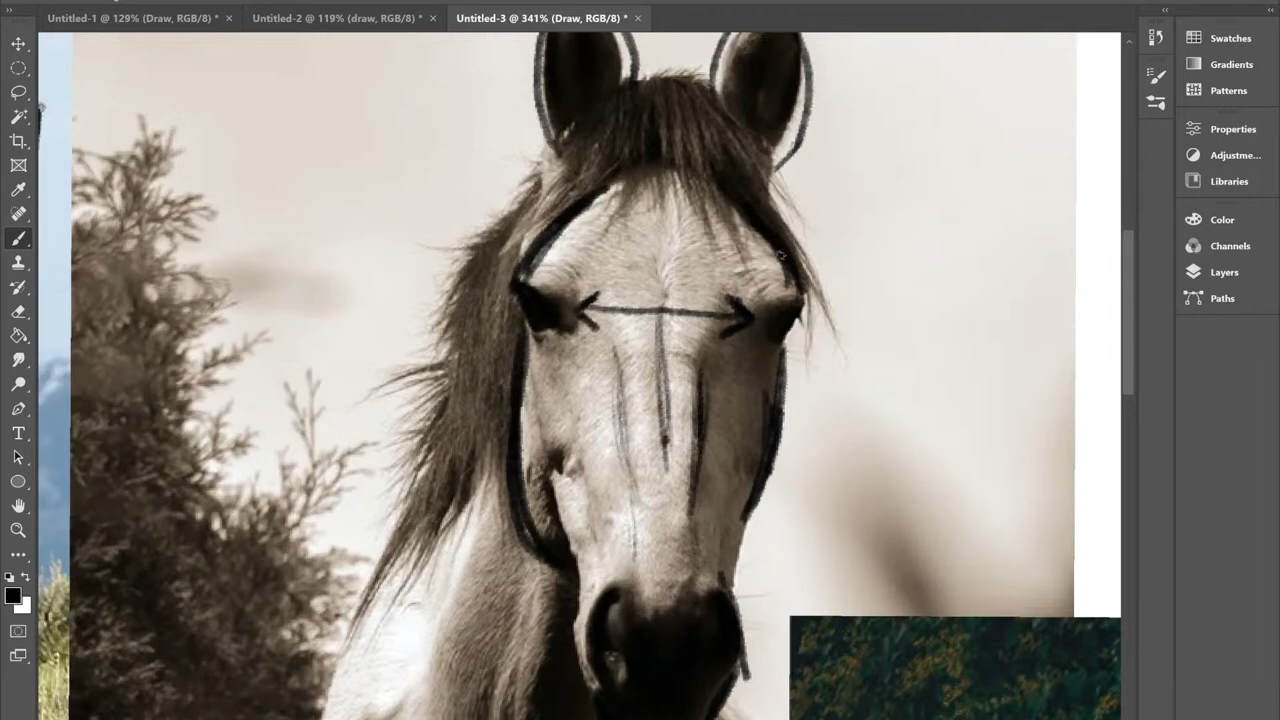 Untitled-1 @ 129% (Draw, RGB/8) *
Untitled-2 @ 119% (draw, RGB/8) *
Untitled-3 @ 341% (Draw, RGB/8) *
Swatches
Gradients
Patterns
Properties
Adjustme...
Libraries
Color
Channels
Layers
Paths